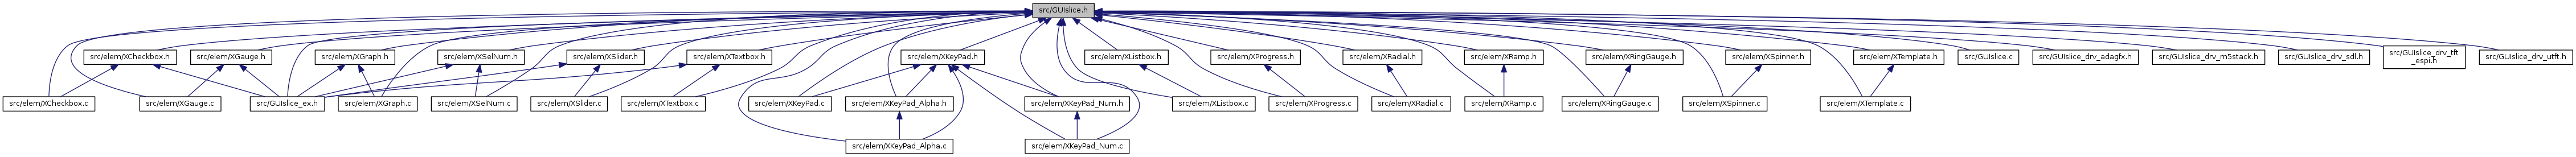 src/GUIslice.h
src/elem/XCheckbox.h
src/elem/XGauge.h
src/elem/XGraph.h
src/elem/XSelNum.h
src/elem/XSlider.h
src/elem/XTextbox.h
src/elem/XKeyPad.h
src/elem/XListbox.h
src/elem/XProgress.h
src/elem/XRadial.h
src/elem/XRamp.h
src/elem/XRingGauge.h
src/elem/XSpinner.h
src/elem/XTemplate.h
src/GUIslice.c
src/GUIslice_drv_adagfx.h
src/GUIslice_drv_m5stack.h
src/GUIslice_drv_sdl.h
src/GUIslice_drv_tft
_espi.h
src/GUIslice_drv_utft.h
src/elem/XCheckbox.c
src/elem/XGauge.c
src/GUIslice_ex.h
src/elem/XGraph.c
src/elem/XSelNum.c
src/elem/XSlider.c
src/elem/XTextbox.c
src/elem/XKeyPad.c
src/elem/XKeyPad_Alpha.h
src/elem/XKeyPad_Num.h
src/elem/XListbox.c
src/elem/XProgress.c
src/elem/XRadial.c
src/elem/XRamp.c
src/elem/XRingGauge.c
src/elem/XSpinner.c
src/elem/XTemplate.c
src/elem/XKeyPad_Alpha.c
src/elem/XKeyPad_Num.c